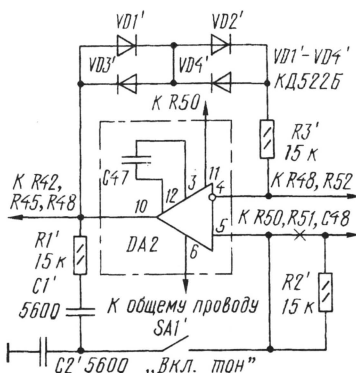 VD1' VD2'
VD3' VD4' VD1'-VD4'
КД522Б
К R50
R3'
15 к
C47
3 11
12 4
К R42,
R45, R48
10
К R48, R52
К R50, R51, C48
5
DA2
6
R1'
15 к
C1'
5600
R2'
15 к
К общему проводу
SA1'
C2' 5600 „Вкл. тон"